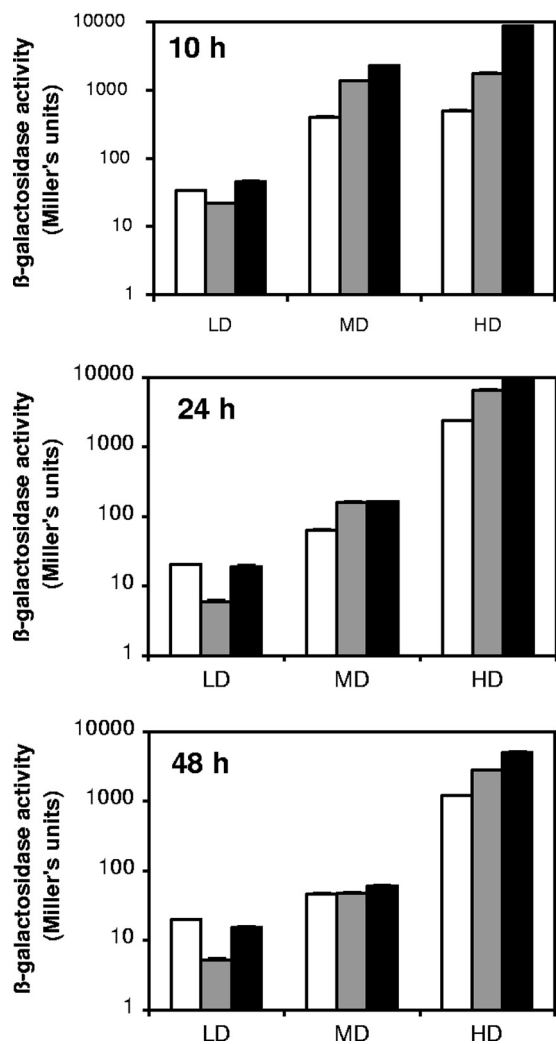 ß-galactosidase activity
(Miller's units)
10 h
10000
1000
100
10
1
LD MD HD
ß-galactosidase activity
(Miller's units)
24 h
10000
1000
100
10
1
LD MD HD
ß-galactosidase activity
(Miller's units)
48 h
10000
1000
100
10
1
LD MD HD